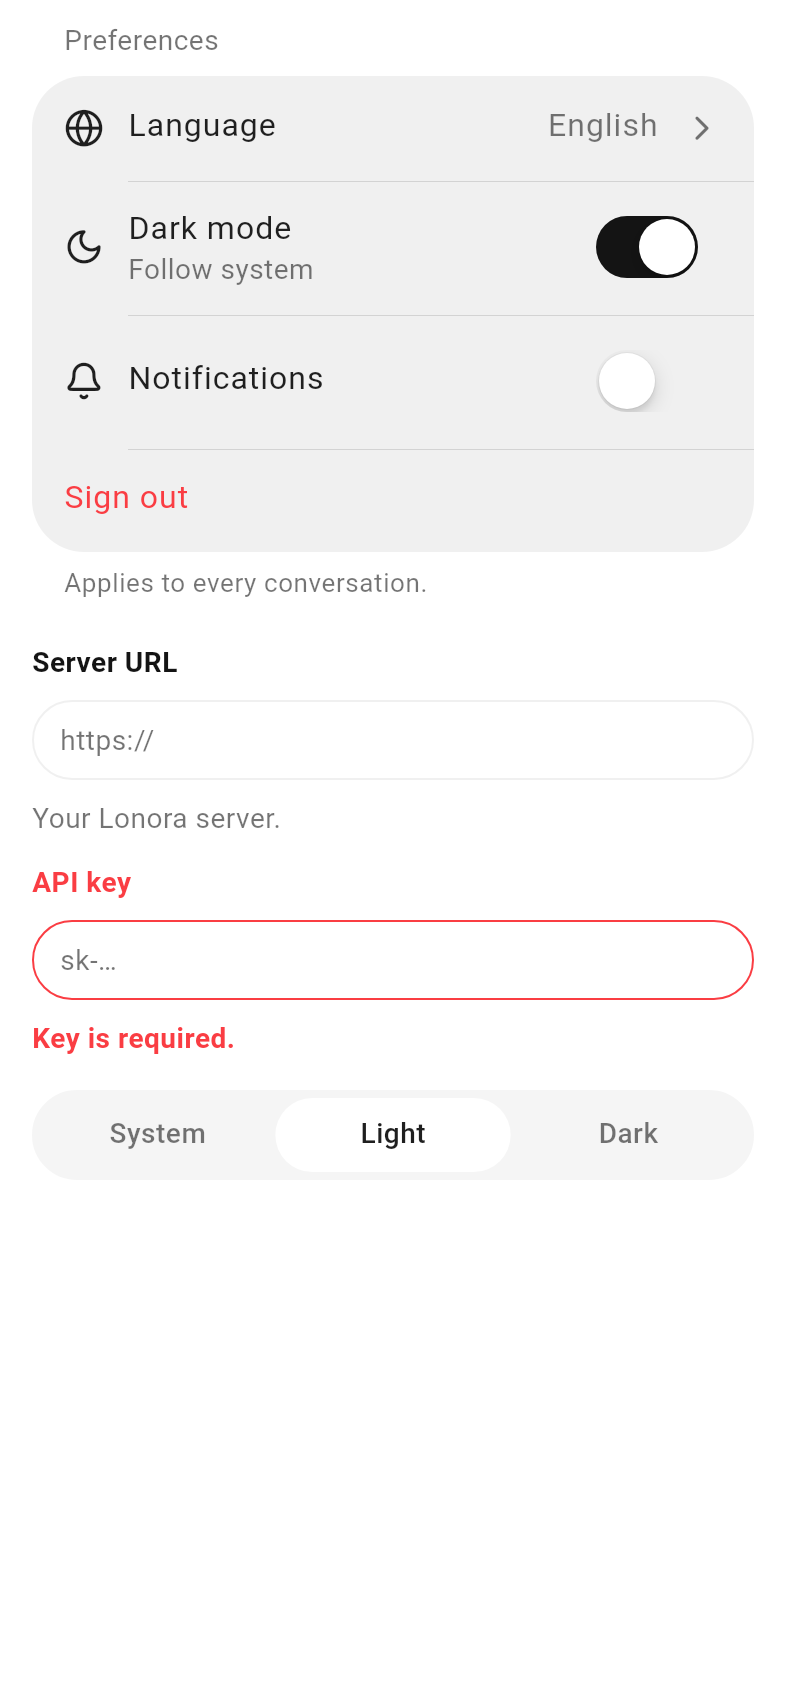 Preferences
Language English
Dark mode
Follow system
Notifications
Sign out
Applies to every conversation.
Server URL
https://
Your Lonora server.
API key
sk-…
Key is required.
System Light Dark